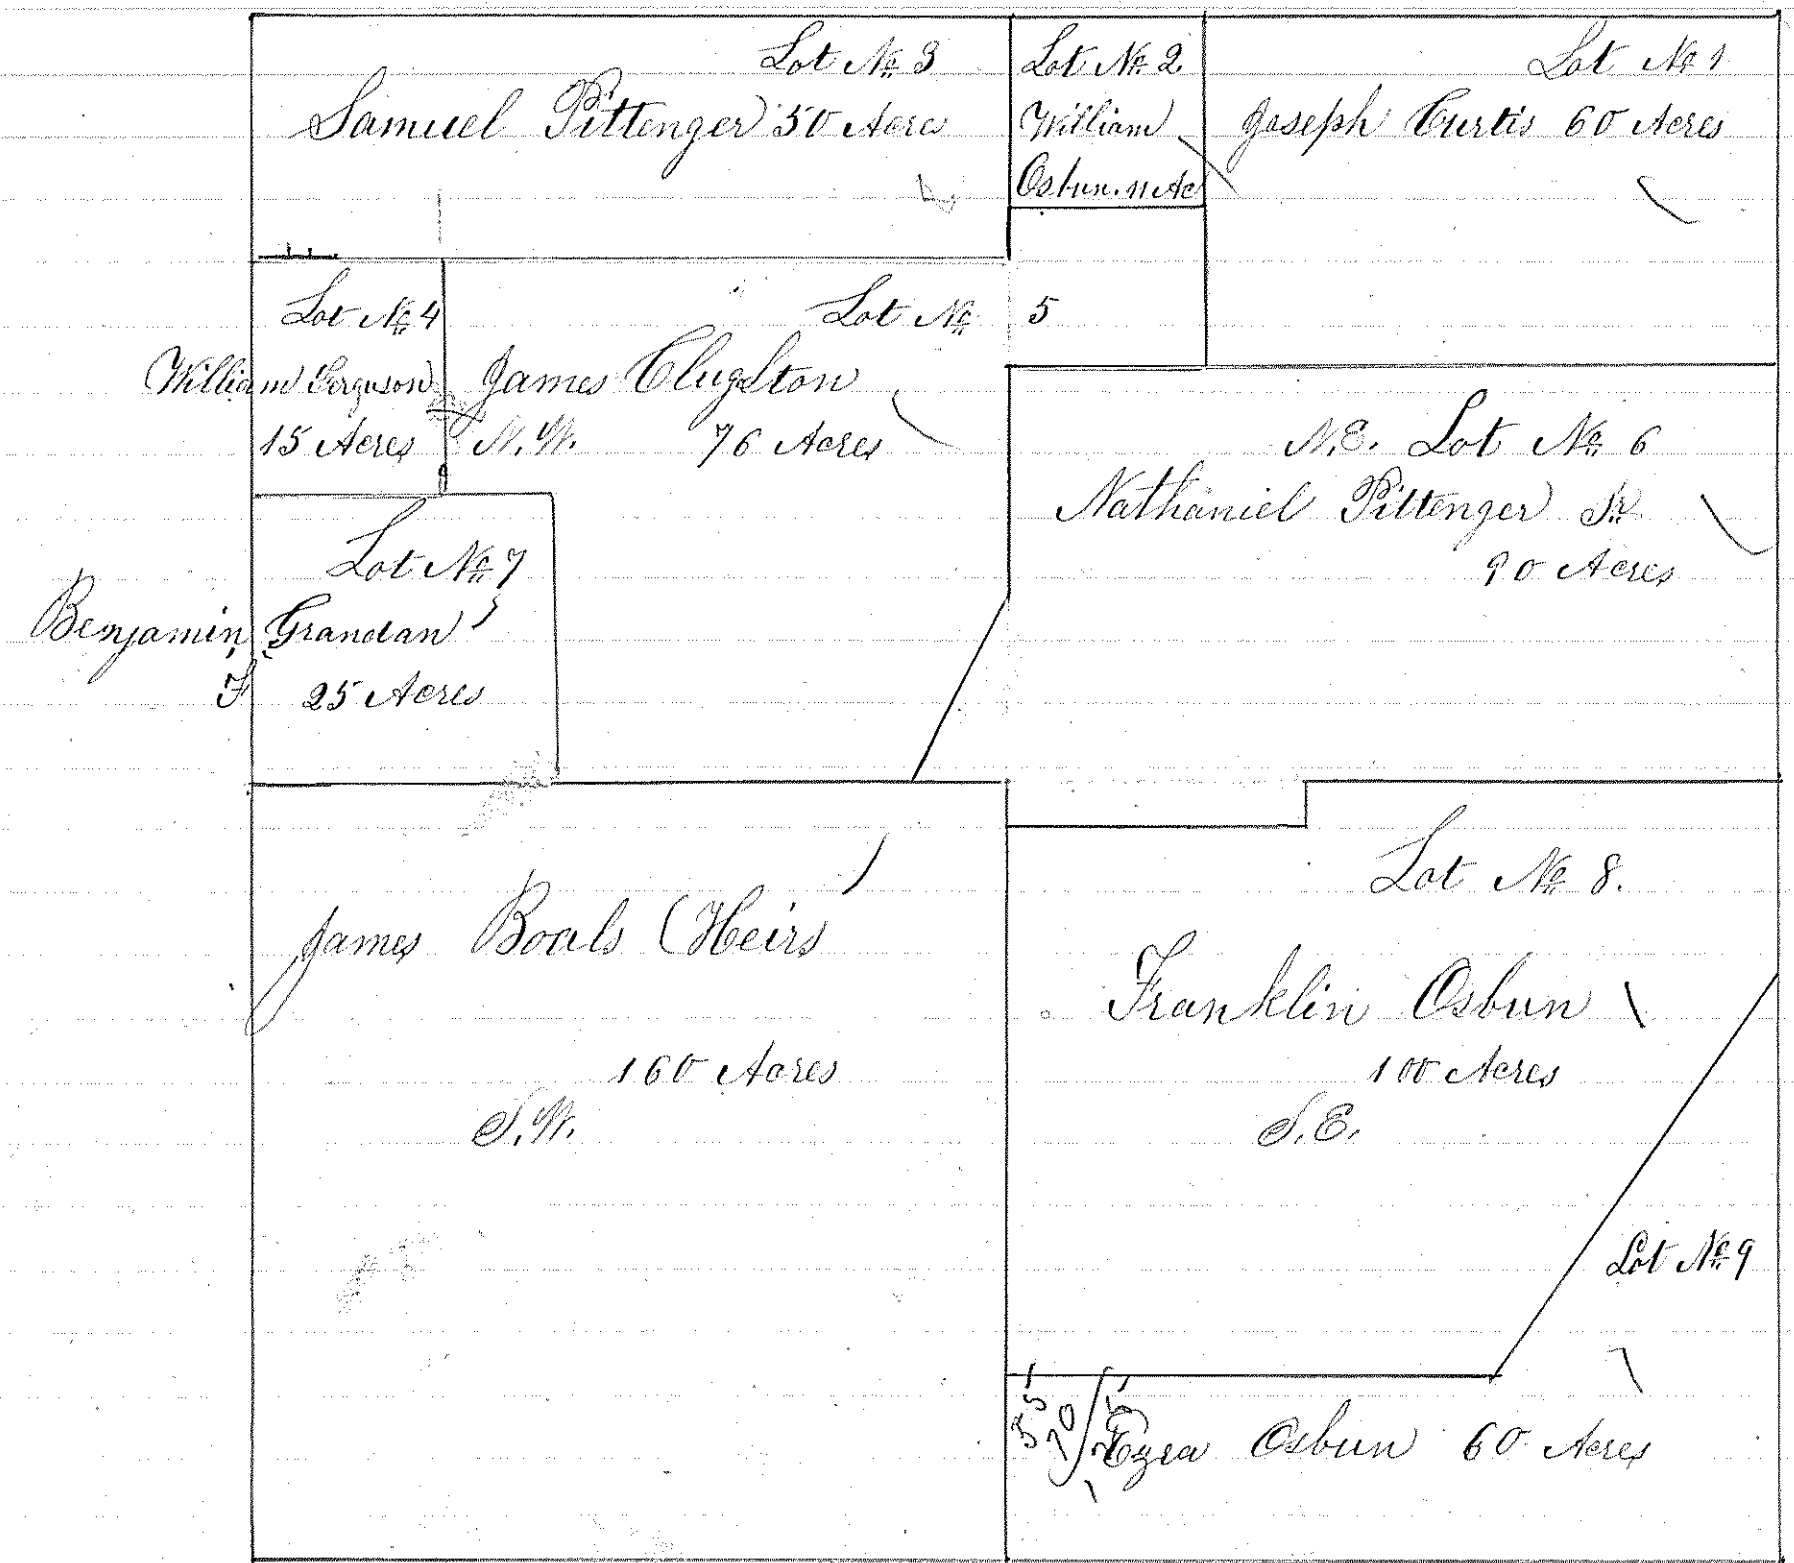 Lot No. 3
Samuel Pittenger 50 Acres
Lot No. 2
William
Osbun. 11 Ac
Lot No 1
Joseph Curtis 60 Acres
Lot No. 4
William Ferguson
15 Acres
Lot No. 5
James Clugston
N.W. 76 Acres
N.E. Lot No. 6
Nathaniel Pittenger Sr.
90 Acres
Lot No. 7
Benjamin Grandan
F 25 Acres
James Boals (Heirs
160 Acres
S.W.
Lot No. 8.
Franklin Osbun
100 Acres
S.E.
Lot No. 9
Ezra Osbun 60 Acres